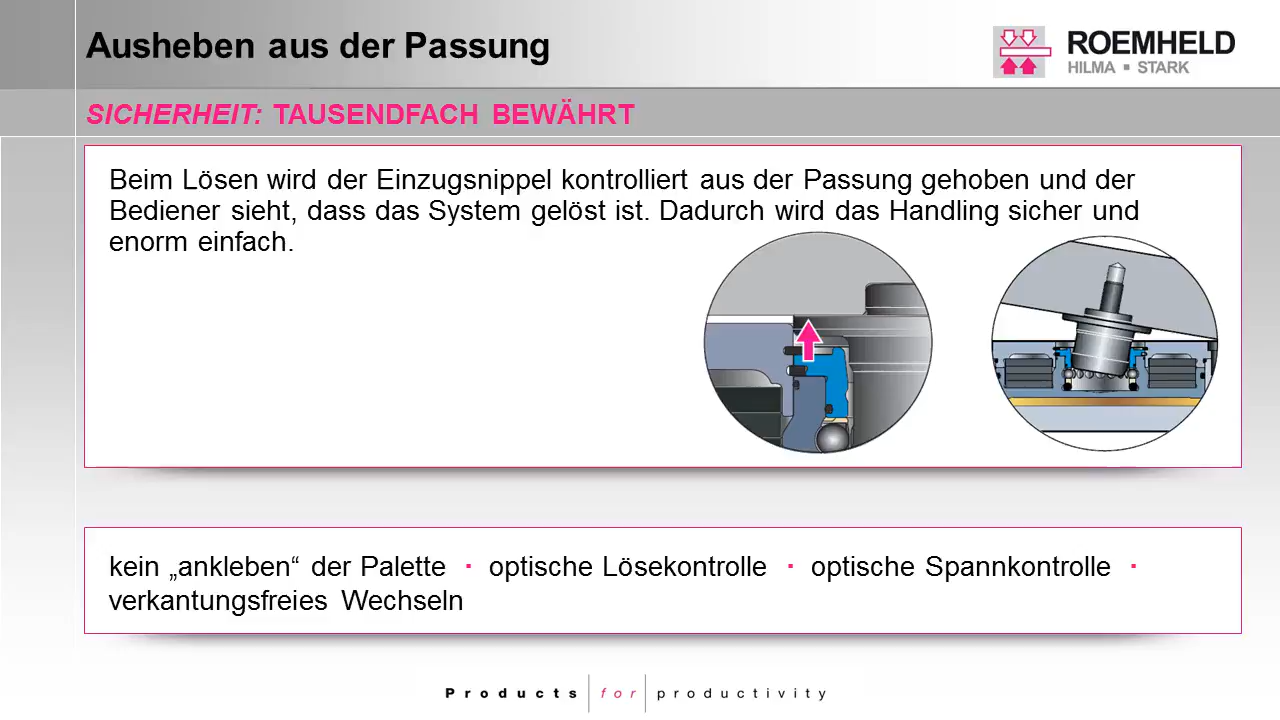 Ausheben aus der Passung
ROEMHELD
HILMA ▪ STARK
SICHERHEIT: TAUSENDFACH BEWÄHRT
Beim Lösen wird der Einzugsnippel kontrolliert aus der Passung gehoben und der
Bediener sieht, dass das System gelöst ist. Dadurch wird das Handling sicher und
enorm einfach.
kein „ankleben“ der Palette · optische Lösekontrolle · optische Spannkontrolle ·
verkantungsfreies Wechseln
Products for productivity